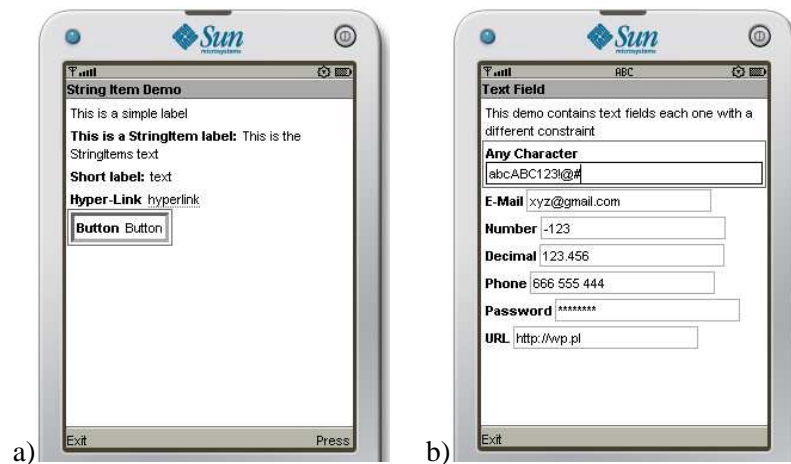 Sun
microsystems
String Item Demo
This is a simple label
This is a StringItem label: This is the
StringItems text
Short label: text
Hyper-Link hyperlink
Button Button
Exit Press
a)
Sun
microsystems
ABC
Text Field
This demo contains text fields each one with a
different constraint
Any Character
abcABC123!@#
E-Mail xyz@gmail.com
Number -123
Decimal 123.456
Phone 666 555 444
Password ********
URL http://wp.pl
Exit
b)